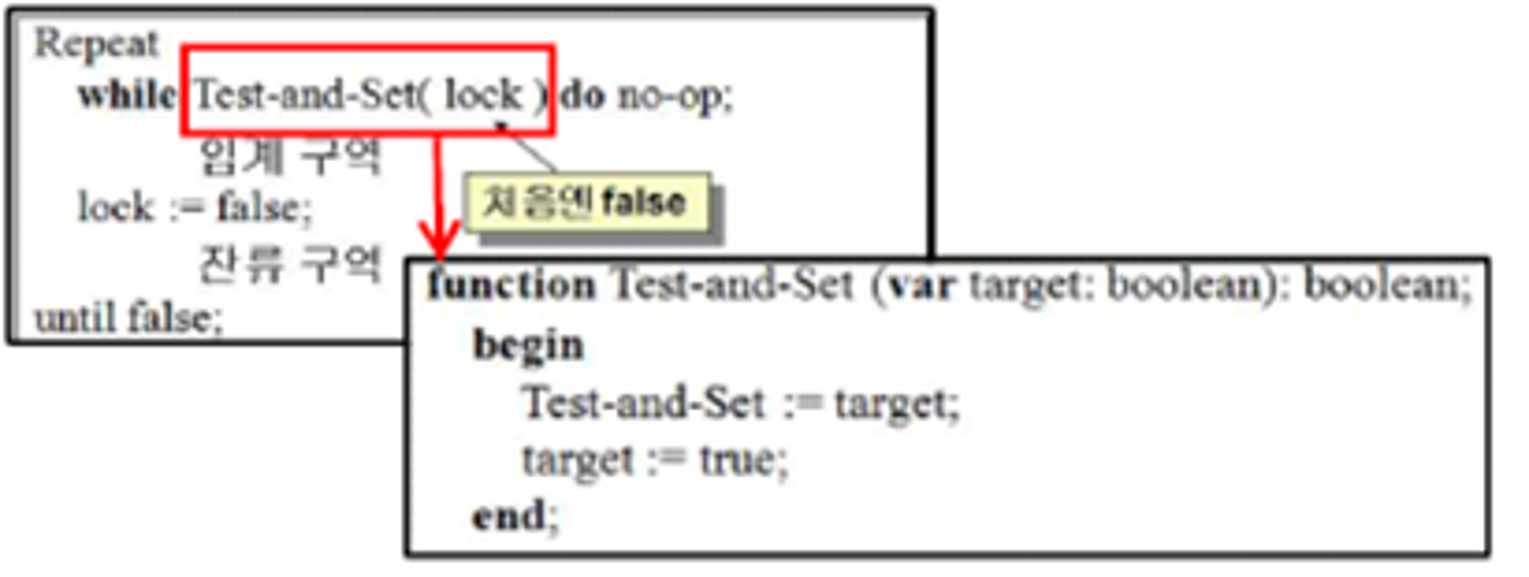 Repeat
while Test-and-Set( lock ) do no-op;
임계 구역
처음엔 false
lock := false;
잔류 구역
until false;
function Test-and-Set (var target: boolean): boolean;
begin
Test-and-Set := target;
target := true;
end;